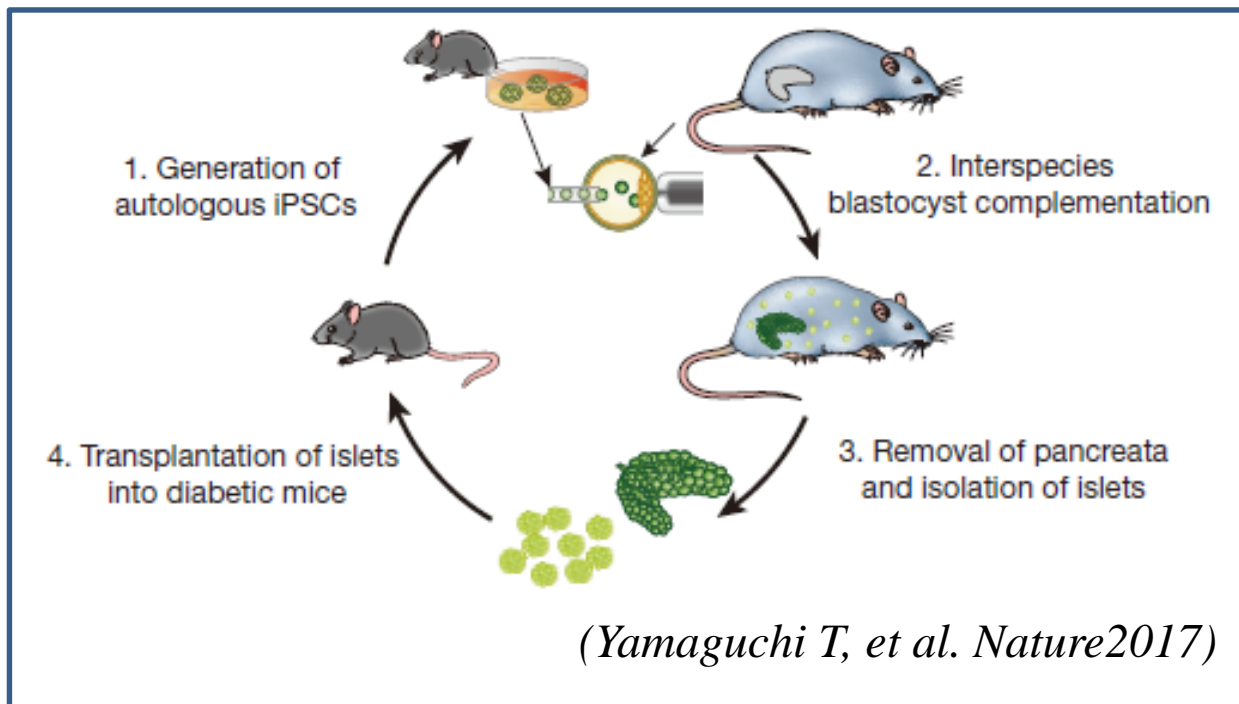 1. Generation of
autologous iPSCs
2. Interspecies
blastocyst complementation
3. Removal of pancreata
and isolation of islets
4. Transplantation of islets
into diabetic mice
(Yamaguchi T, et al. Nature2017)